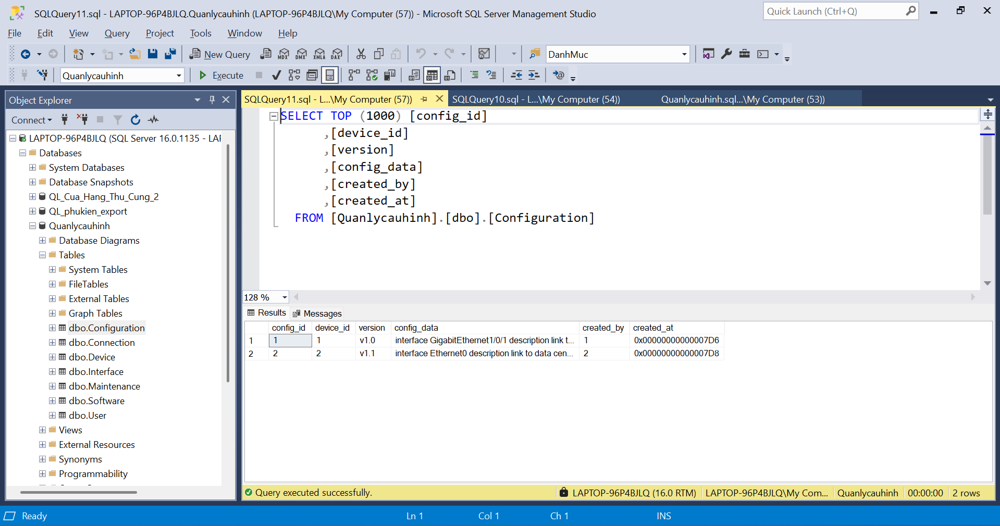 SQLQuery11.sql - LAPTOP-96P4BJLQ.Quanlycauhinh (LAPTOP-96P4BJLQ\My Computer (57)) - Microsoft SQL Server Management Studio
Quick Launch (Ctrl+Q)
File Edit View Query Project Tools Window Help
New Query MDX DMX XMLA DAX DanhMuc
Quanlycauhinh Execute
Object Explorer
Connect
LAPTOP-96P4BJLQ (SQL Server 16.0.1135 - LAP
Databases
System Databases
Database Snapshots
QL_Cua_Hang_Thu_Cung_2
QL_phukien_export
Quanlycauhinh
Database Diagrams
Tables
System Tables
FileTables
External Tables
Graph Tables
dbo.Configuration
dbo.Connection
dbo.Device
dbo.Interface
dbo.Maintenance
dbo.Software
dbo.User
Views
External Resources
Synonyms
Programmability
SQLQuery11.sql - L...\My Computer (57)) SQLQuery10.sql - L...\My Computer (54)) Quanlycauhinh.sql...\My Computer (53))
SELECT TOP (1000) [config_id]
,[device_id]
,[version]
,[config_data]
,[created_by]
,[created_at]
FROM [Quanlycauhinh].[dbo].[Configuration]
128 %
Results Messages
config_id device_id version config_data created_by created_at
1 1 1 v1.0 interface GigabitEthernet1/0/1 description link t... 1 0x00000000000007D6
2 2 2 v1.1 interface Ethernet0 description link to data cen... 2 0x00000000000007D8
Query executed successfully. LAPTOP-96P4BJLQ (16.0 RTM) LAPTOP-96P4BJLQ\My Com... Quanlycauhinh 00:00:00 2 rows
Ready Ln 1 Col 1 Ch 1 INS